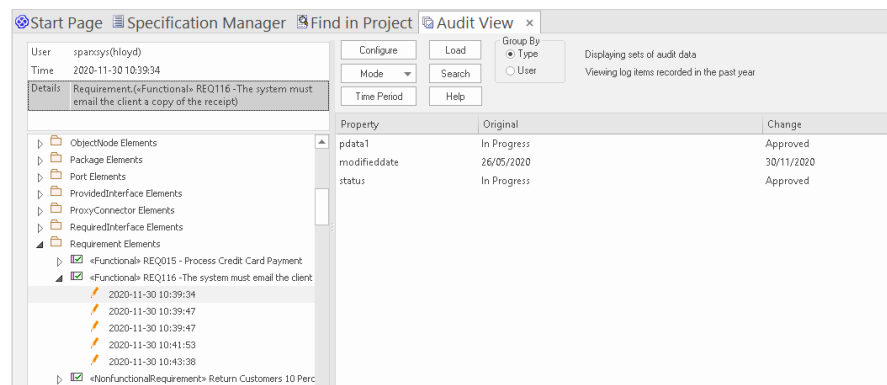 Start Page Specification Manager Find in Project Audit View ×
User sparxsys(hloyd)
Time 2020-11-30 10:39:34
Details Requirement.(«Functional» REQ116 -The system must
email the client a copy of the receipt)
Configure Load
Mode Search
Time Period Help
Group By
Type
User
Displaying sets of audit data
Viewing log items recorded in the past year
ObjectNode Elements
Package Elements
Port Elements
ProvidedInterface Elements
ProxyConnector Elements
RequiredInterface Elements
Requirement Elements
«Functional» REQ015 - Process Credit Card Payment
«Functional» REQ116 -The system must email the client
2020-11-30 10:39:34
2020-11-30 10:39:47
2020-11-30 10:39:47
2020-11-30 10:41:53
2020-11-30 10:43:38
«NonfunctionalRequirement» Return Customers 10 Perc
Property Original Change
pdata1 In Progress Approved
modifieddate 26/05/2020 30/11/2020
status In Progress Approved